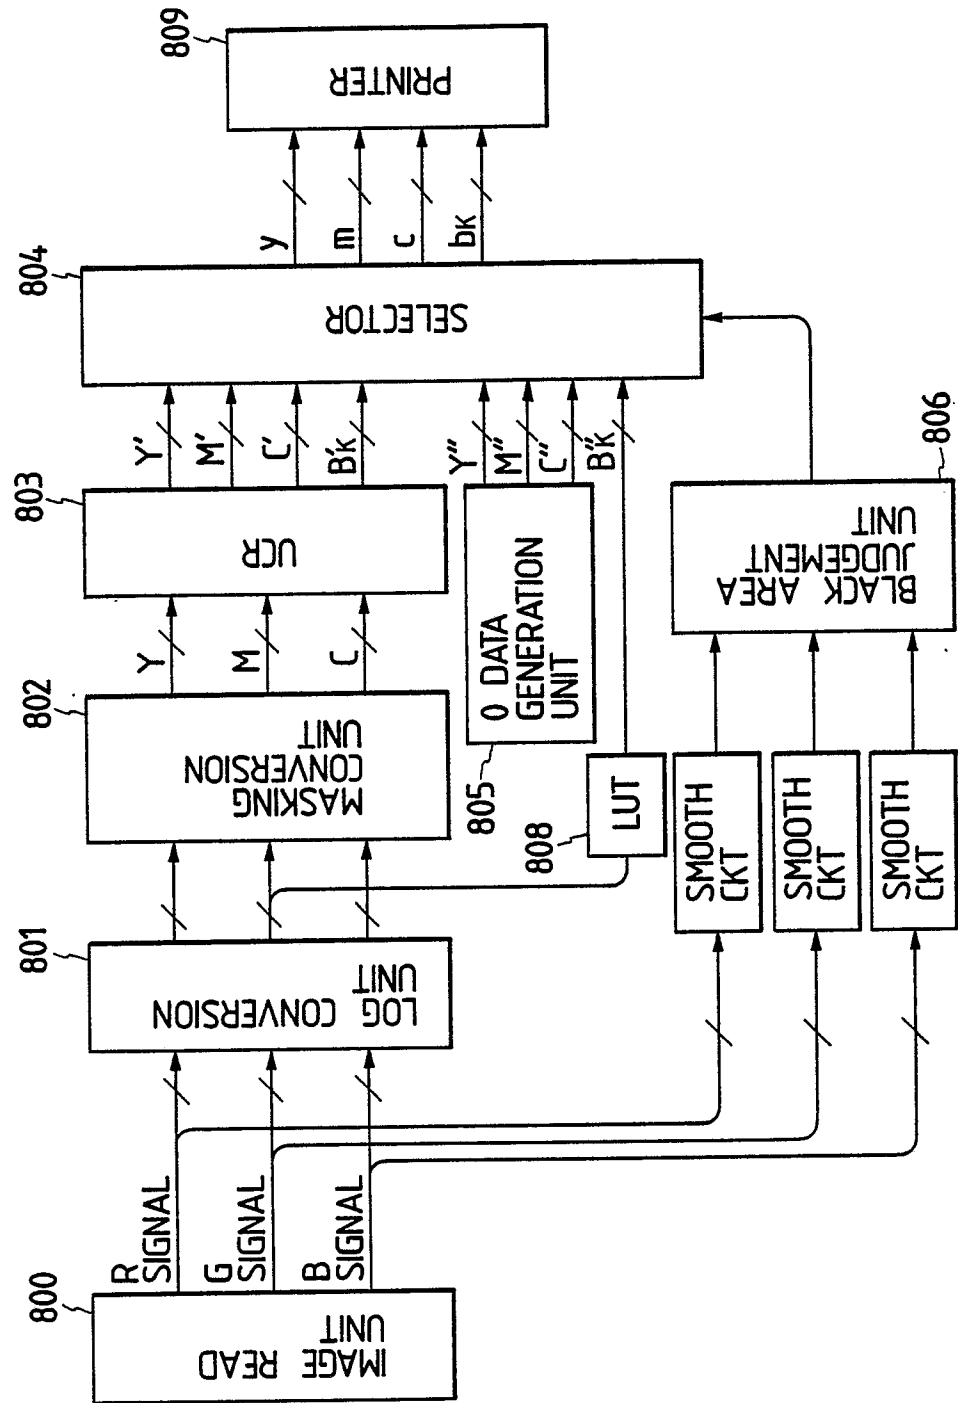 800
IMAGE READ
UNIT
R
SIGNAL
G
SIGNAL
B
SIGNAL
801
LOG CONVERSION
UNIT
802
MASKING
CONVERSION
UNIT
Y
M
C
803
UCR
Y'
M'
C'
B'K
805
0 DATA
GENERATION
UNIT
Y"
M"
C"
B"K
808
LUT
SMOOTH
CKT
SMOOTH
CKT
SMOOTH
CKT
806
BLACK AREA
JUDGEMENT
UNIT
804
SELECTOR
y
m
c
bK
809
PRINTER